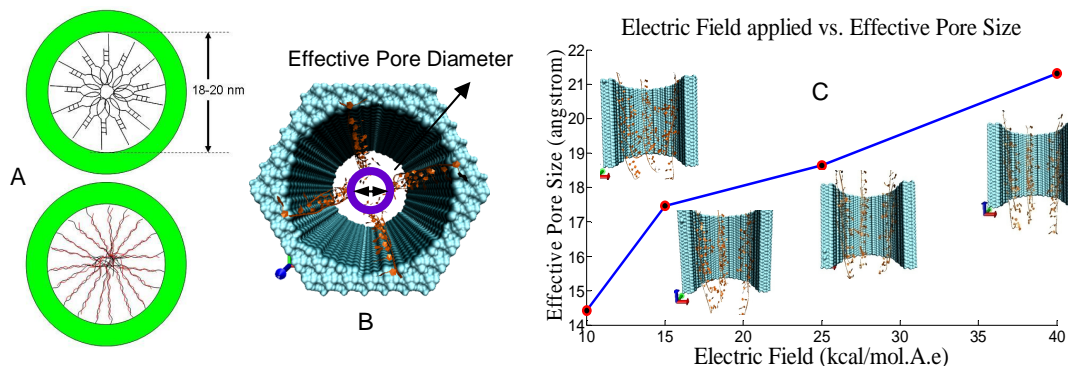 A
18-20 nm
Effective Pore Diameter
B
Electric Field applied vs. Effective Pore Size
C
Effective Pore Size (angstrom)
22
21
20
19
18
17
16
15
14
10
15
20
25
30
35
40
Electric Field (kcal/mol.A.e)